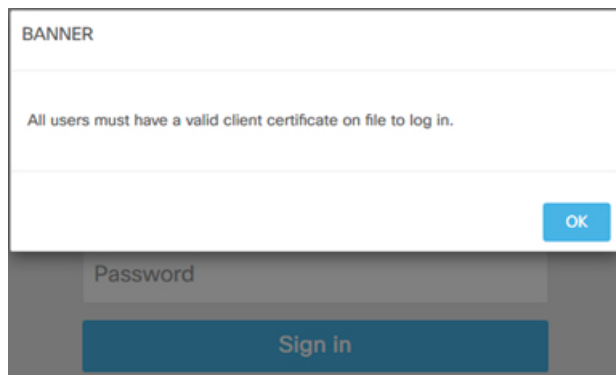 BANNER
All users must have a valid client certificate on file to log in.
OK
Password
Sign in